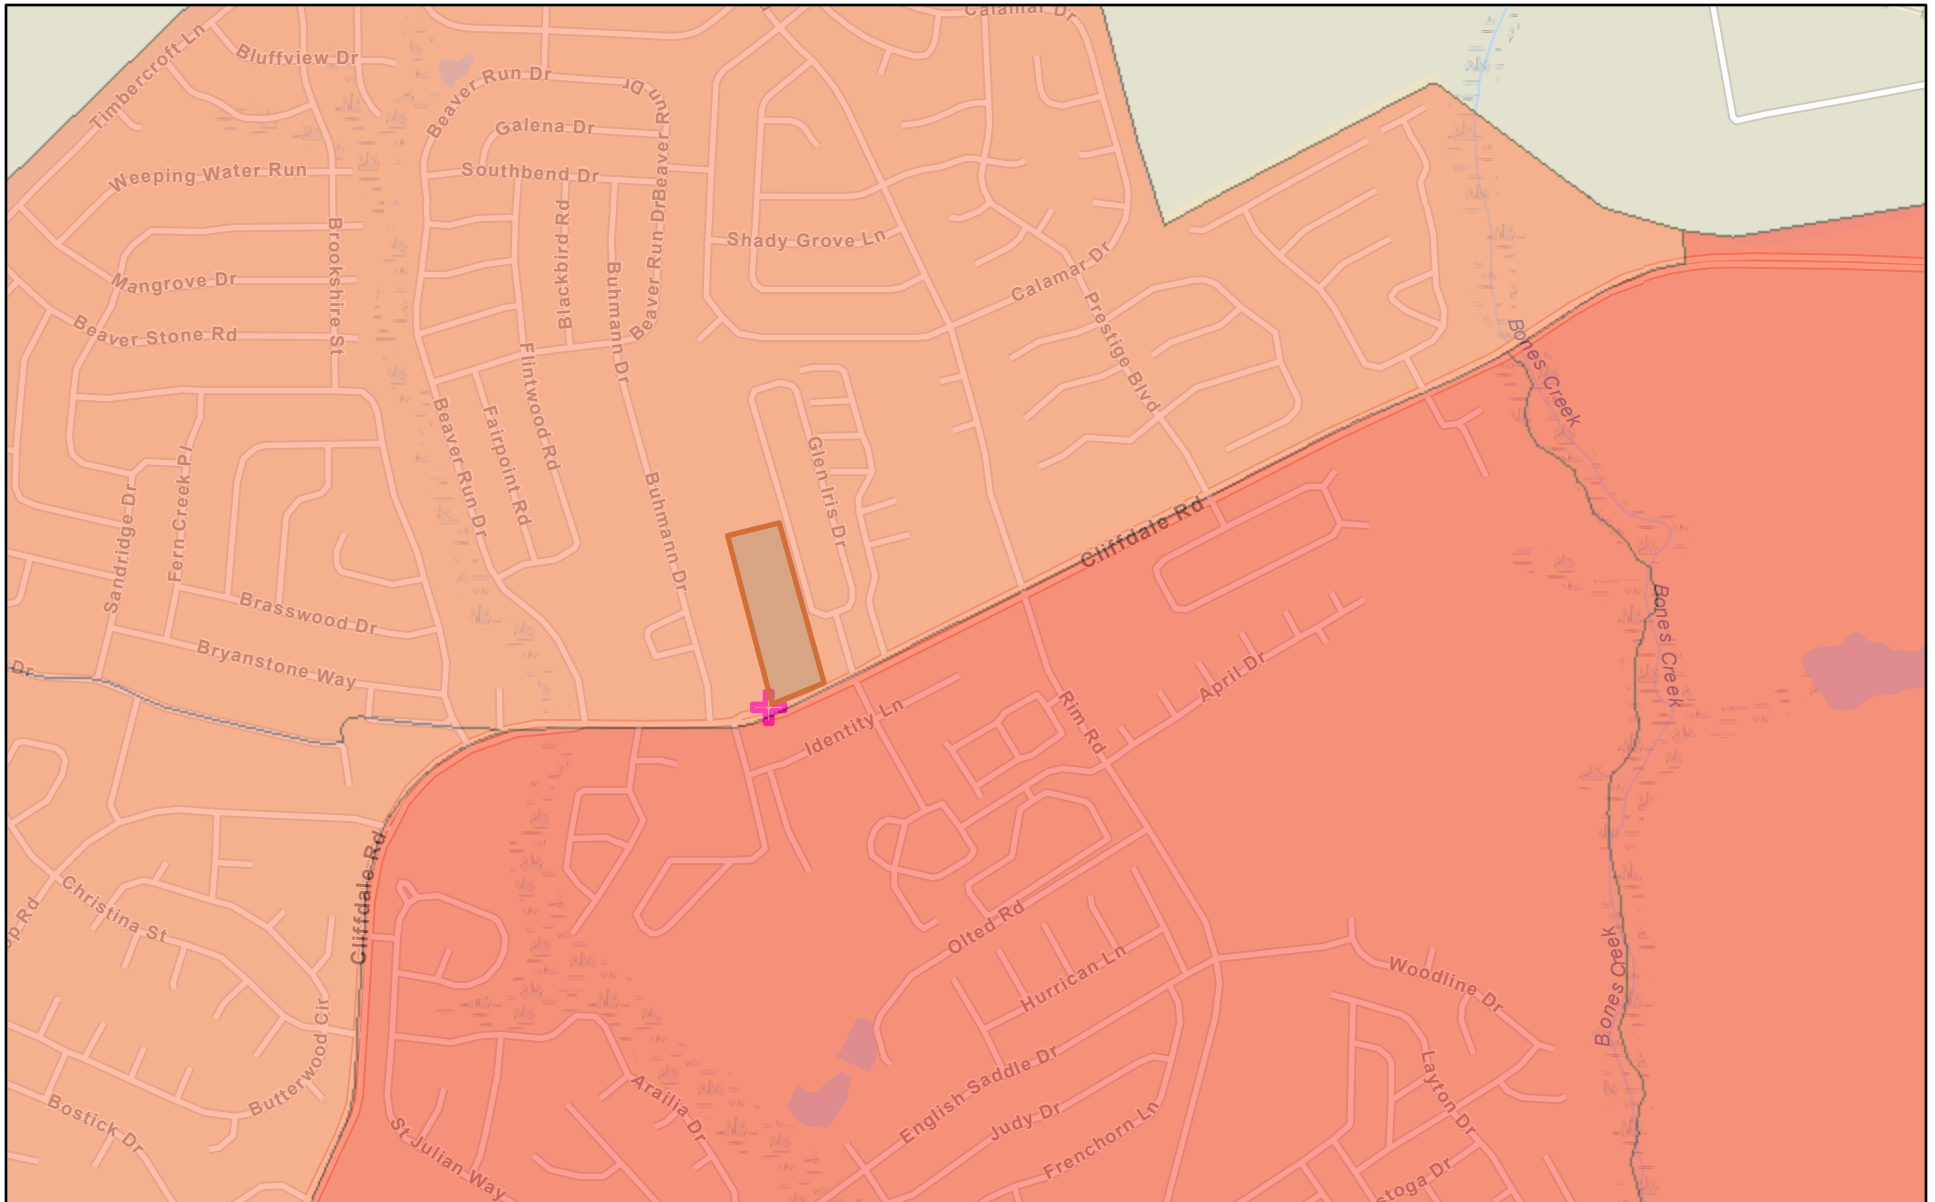 Calamar Dr
Timbercroft Ln
Bluffview Dr
Beaver Run Dr
Run Dr
Galena Dr
Beaver Ru
Weeping Water Run
Southbend Dr
Brookshire St
Blackbird Rd
Beaver Run Dr
Shady Grove Ln
Mangrove Dr
Buhmann Dr
Calamar Dr
Beaver Stone Rd
Prestige Blvd
Bones Creek
Flintwood Rd
Beaver Run Dr
Fairpoint Rd
Glen Iris Dr
Fern Creek Pl
Sandridge Dr
Buhmann Dr
Cliffdale Rd
Brasswood Dr
Bones Creek
Bryanstone Way
Dr
April Dr
Identity Ln
Rim Rd
Cliffdale Rd
Christina St
op Rd
Olted Rd
Hurrican Ln
Woodline Dr
Bones Creek
Butterwood Cir
English Saddle Dr
Layton Dr
Arailia Dr
Judy Dr
Bostick Dr
St Julian Way
Frenchorn Ln
stoga Dr